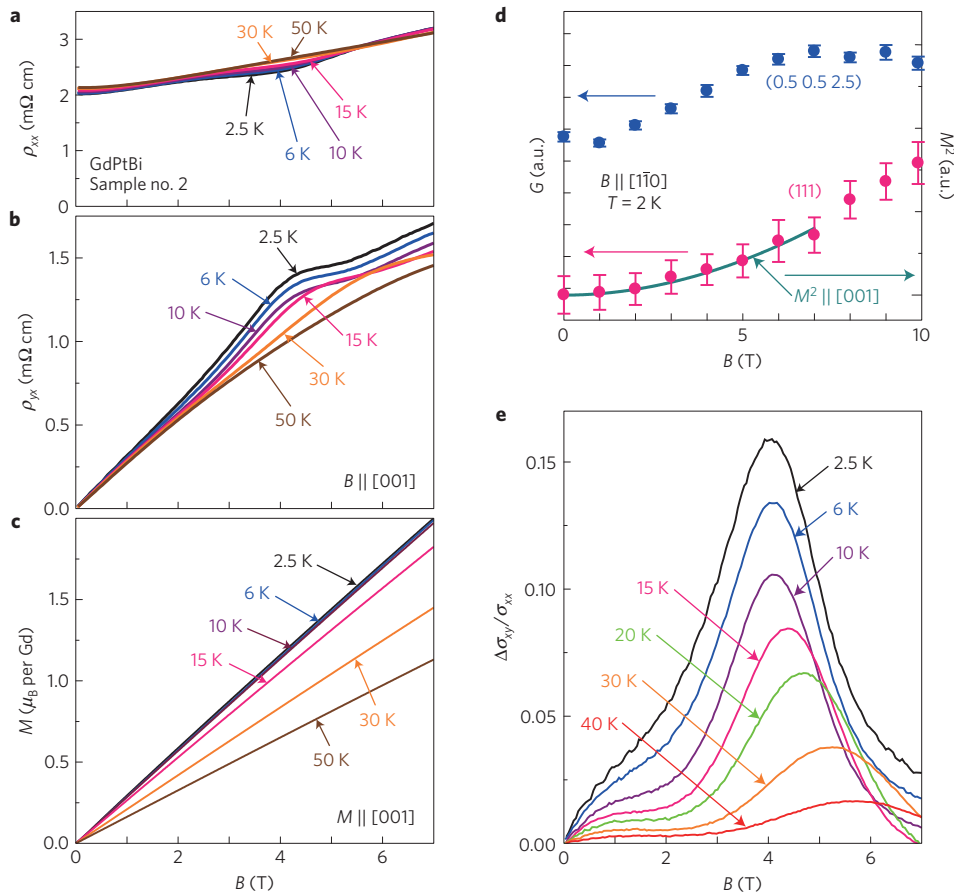 a
3
2
1
0
ρxx (mΩ cm)
30 K
50 K
2.5 K
6 K
10 K
15 K
GdPtBi
Sample no. 2
b
1.5
1.0
1.5
0.0
ρyx (mΩ cm)
2.5 K
6 K
10 K
15 K
30 K
50 K
B || [001]
c
2.0
1.5
1.0
0.5
0
M (μB per Gd)
2.5 K
6 K
10 K
15 K
30 K
50 K
M || [001]
0 2 4 6
B (T)
d
G (a.u.)
M² (a.u.)
(0.5 0.5 2.5)
B || [11̄0]
T = 2 K
(111)
M² || [001]
0 5 10
B (T)
e
0.15
0.10
0.05
0.00
Δσxy/σxx
2.5 K
6 K
10 K
15 K
20 K
30 K
40 K
0 2 4 6
B (T)